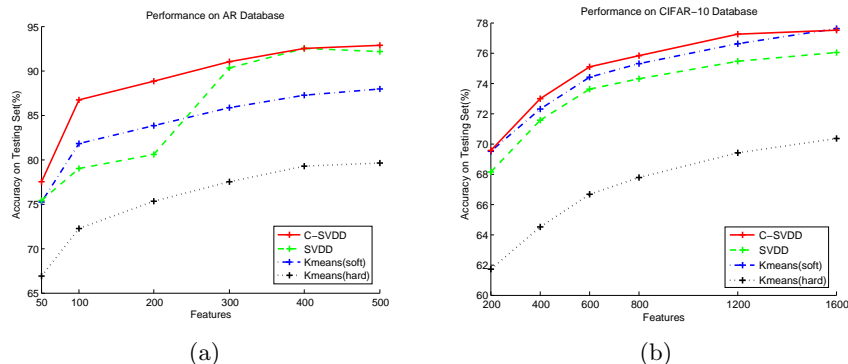 Performance on AR Database
95
90
85
80
75
70
65
Accuracy on Testing Set(%)
C−SVDD
SVDD
Kmeans(soft)
Kmeans(hard)
50 100 200 300 400 500
Features
(a)
Performance on CIFAR−10 Database
78
76
74
72
70
68
66
64
62
60
Accuracy on Testing Set(%)
C−SVDD
SVDD
Kmeans(soft)
Kmeans(hard)
200 400 600 800 1200 1600
Features
(b)